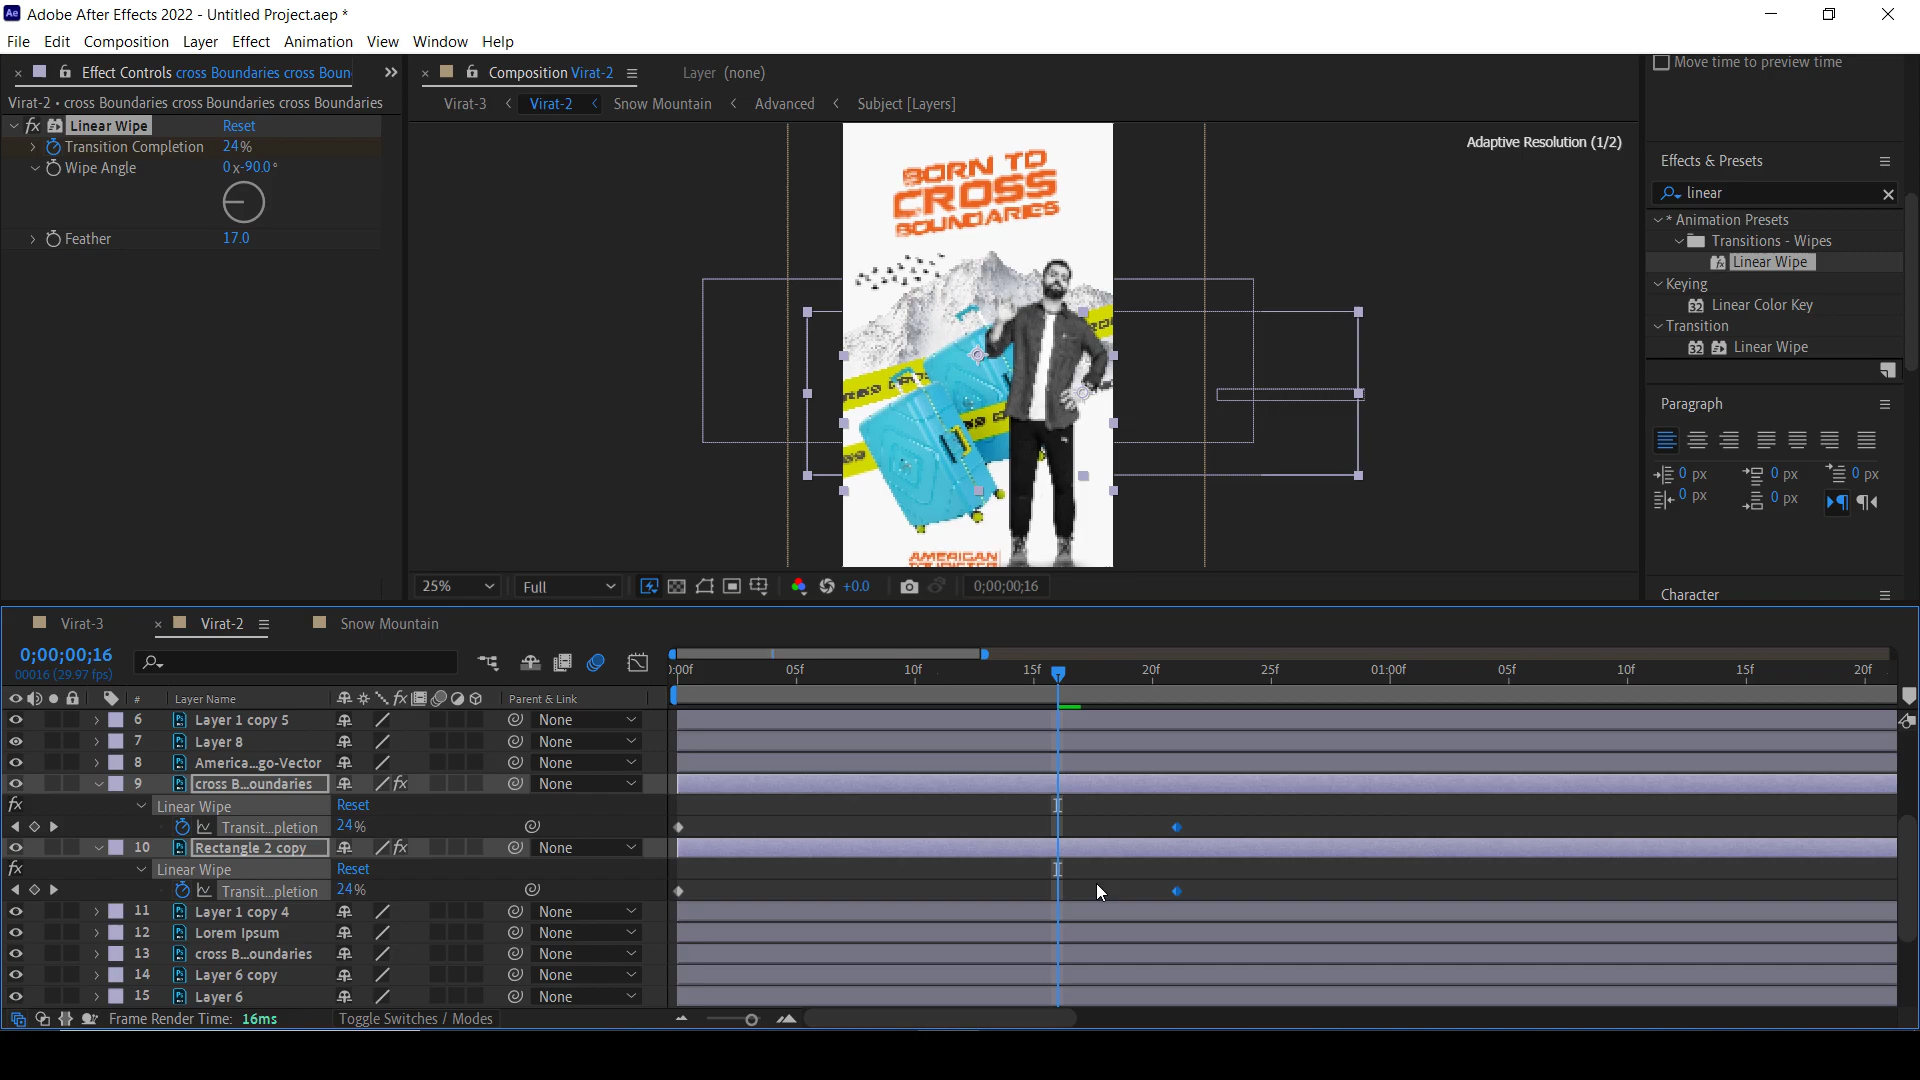 Adobe After Effects 2022 - Untitled Project.aep *
File Edit Composition Layer Effect Animation View Window Help
Effect Controls cross Boundaries cross Boun
Composition Virat-2
Layer (none)
Move time to preview time
Virat-2 • cross Boundaries cross Boundaries cross Boundaries
Virat-3 < Virat-2 < Snow Mountain < Advanced < Subject [Layers]
fx Linear Wipe Reset
Transition Completion 24%
Wipe Angle 0x-90.0°
Feather 17.0
Adaptive Resolution (1/2)
BORN TO
CROSS
BOUNDARIES
AMERICAN
TOURISTER
Effects & Presets
linear
* Animation Presets
Transitions - Wipes
Linear Wipe
Keying
32 Linear Color Key
Transition
32 Linear Wipe
Paragraph
0 px 0 px 0 px
0 px 0 px
Character
25% Full +0.0 0;00;00;16
Virat-3 Virat-2 Snow Mountain
0;00;00;16
00016 (29.97 fps)
):00f 05f 10f 15f 20f 25f 01:00f 05f 10f 15f 20f
# Layer Name fx Parent & Link
6 Layer 1 copy 5 None
7 Layer 8 None
8 America...go-Vector None
9 cross B...oundaries fx None
fx Linear Wipe Reset
Transit...pletion 24%
10 Rectangle 2 copy fx None
fx Linear Wipe Reset
Transit...pletion 24%
11 Layer 1 copy 4 None
12 Lorem Ipsum None
13 cross B...oundaries None
14 Layer 6 copy None
15 Layer 6 None
Frame Render Time: 16ms Toggle Switches / Modes